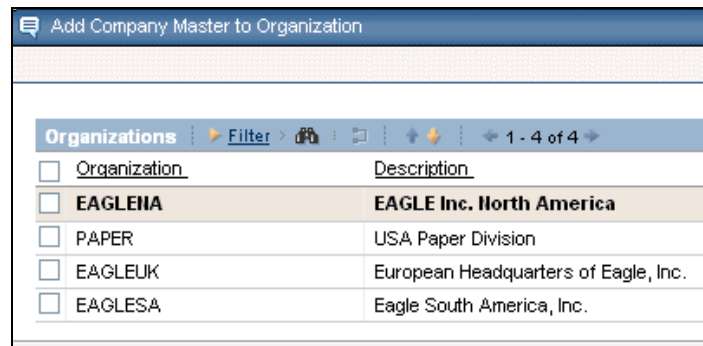 Add Company Master to Organization
Organizations Filter 1 - 4 of 4
Organization Description
EAGLENA EAGLE Inc. North America
PAPER USA Paper Division
EAGLEUK European Headquarters of Eagle, Inc.
EAGLESA Eagle South America, Inc.